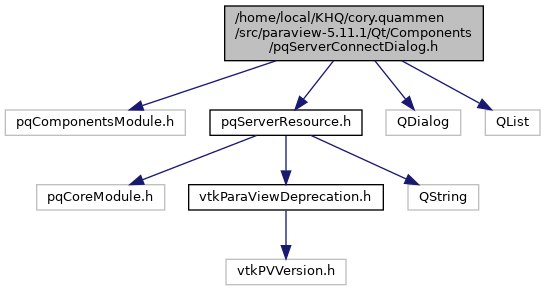 /home/local/KHQ/cory.quammen
/src/paraview-5.11.1/Qt/Components
/pqServerConnectDialog.h
pqComponentsModule.h
pqServerResource.h
QDialog
QList
pqCoreModule.h
vtkParaViewDeprecation.h
QString
vtkPVVersion.h